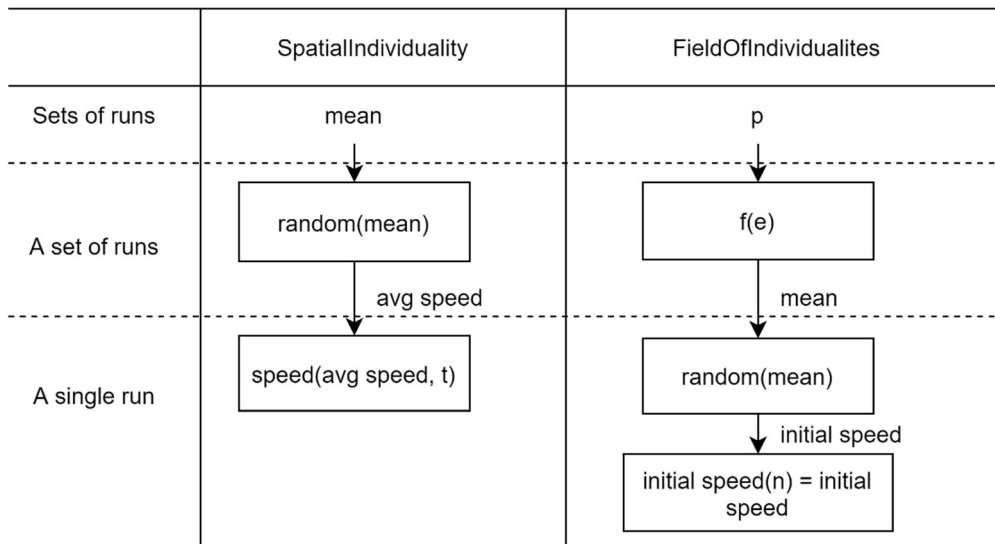 SpatialIndividuality
FieldOfIndividualites
Sets of runs
mean
p
random(mean)
f(e)
A set of runs
avg speed
mean
speed(avg speed, t)
random(mean)
A single run
initial speed
initial speed(n) = initial
speed